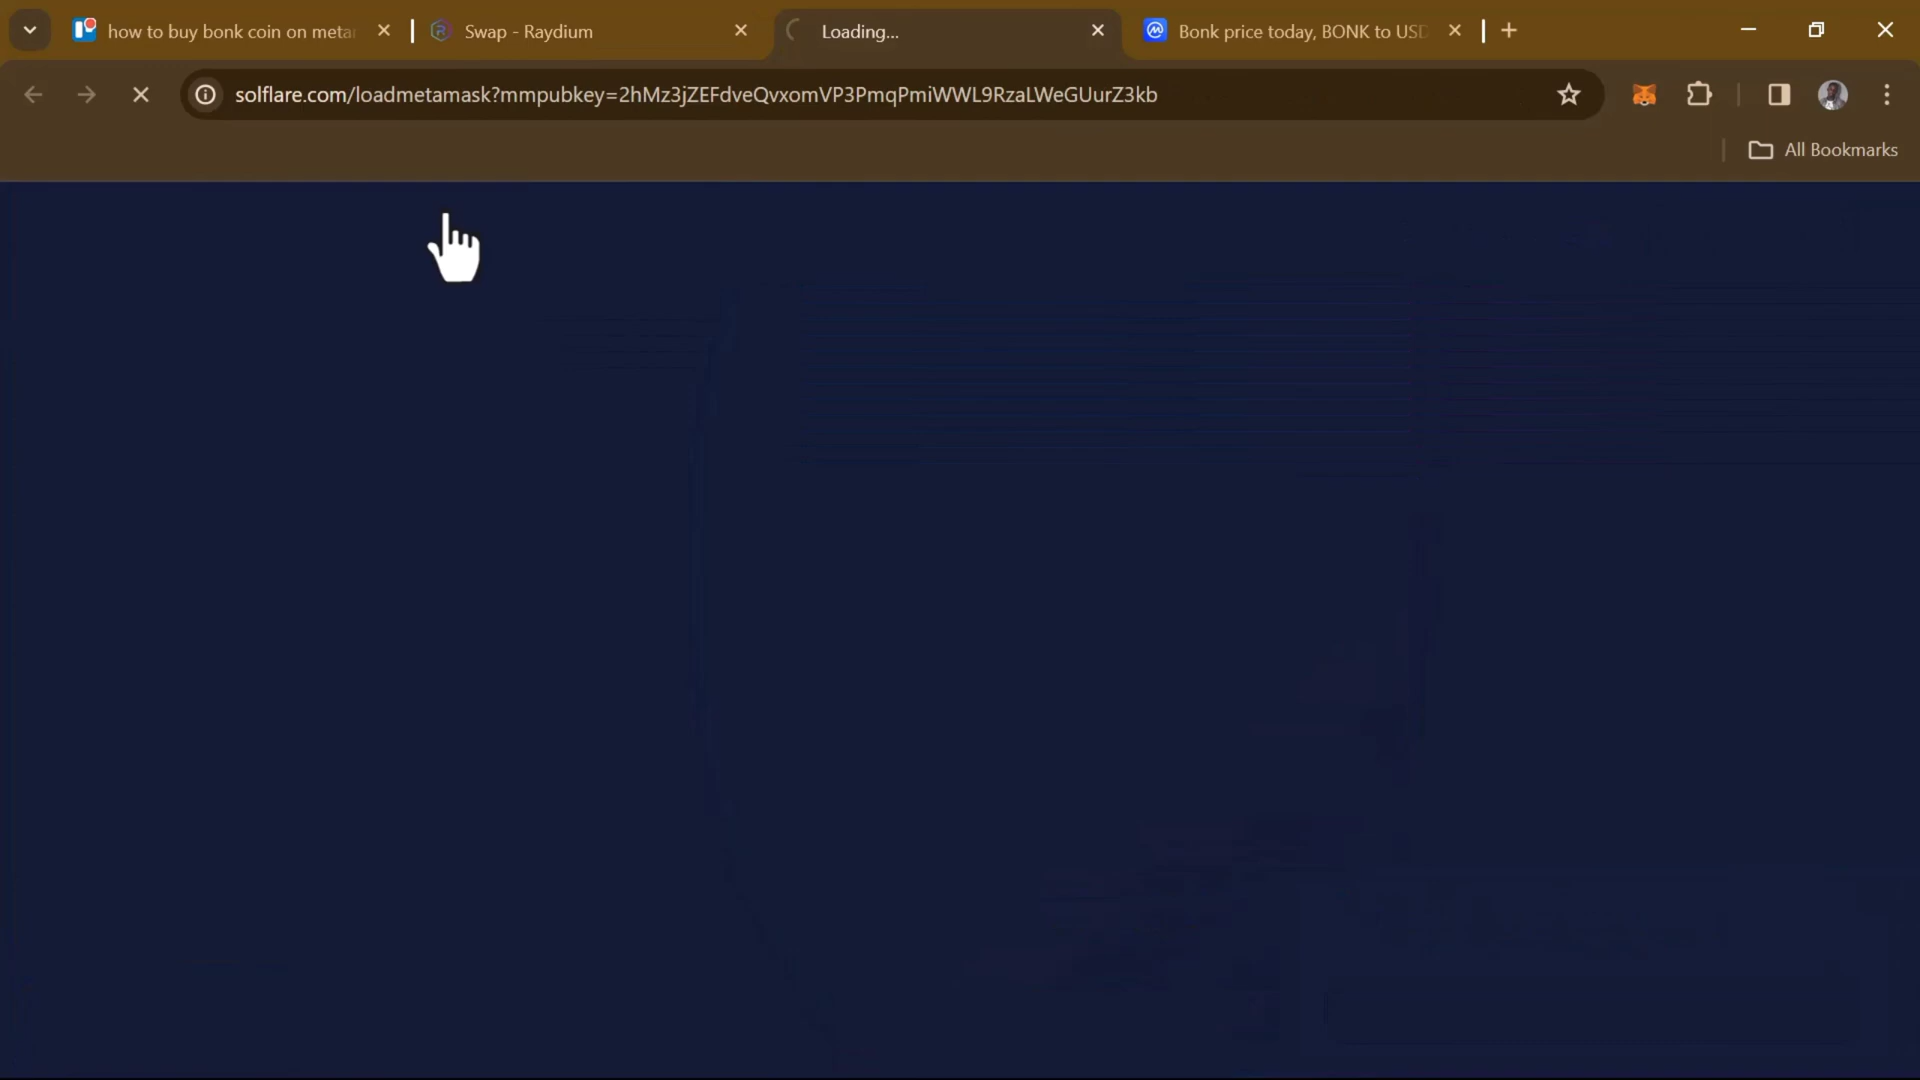 how to buy bonk coin on metar
Swap - Raydium
Loading...
Bonk price today, BONK to USD
solflare.com/loadmetamask?mmpubkey=2hMz3jZEFdveQvxomVP3PmqPmiWWL9RzaLWeGUurZ3kb
All Bookmarks